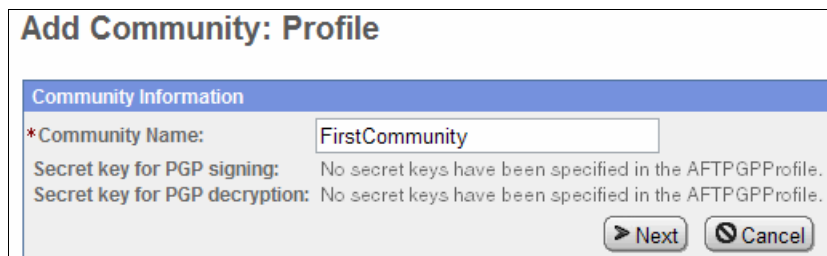 Add Community: Profile
Community Information
*Community Name: FirstCommunity
Secret key for PGP signing: No secret keys have been specified in the AFTPGPProfile.
Secret key for PGP decryption: No secret keys have been specified in the AFTPGPProfile.
Next Cancel